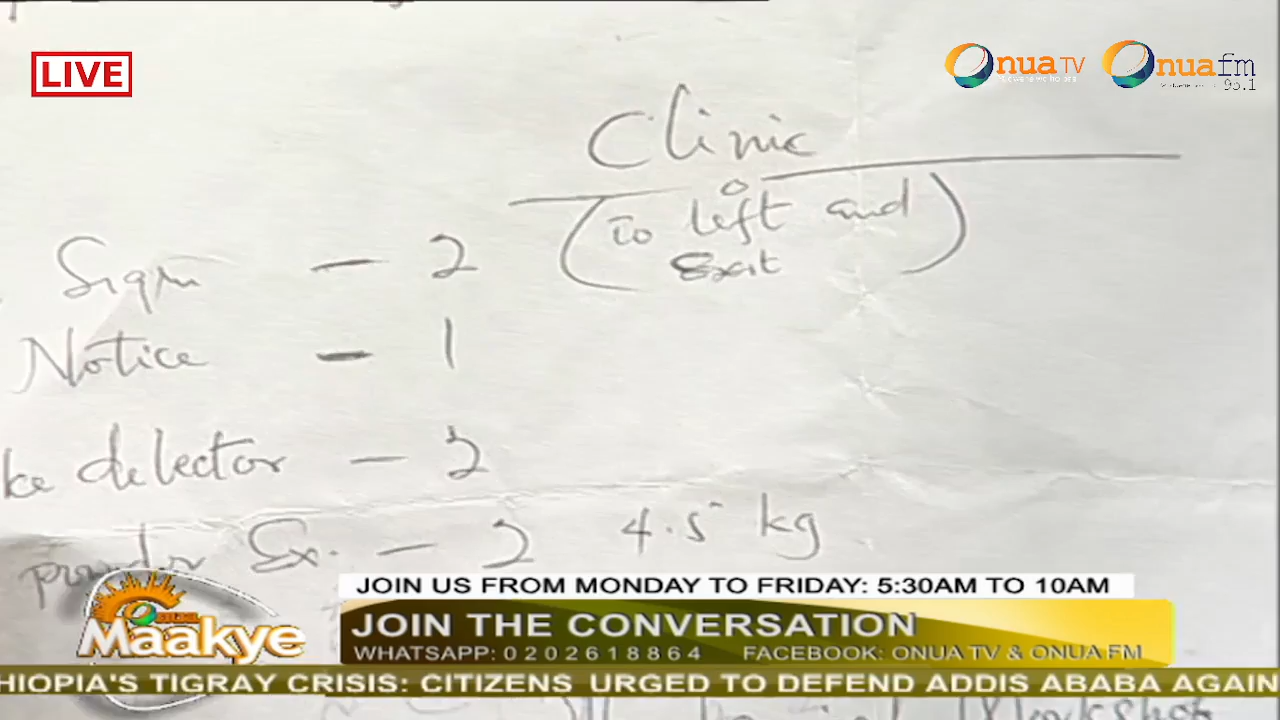 LIVE
Onua TV
Onua fm
95.1
Clinic
(To left and
Exit)
Sign - 2
Notice - 1
ke detector - 2
powder Ex. - 2 4.5 kg
JOIN US FROM MONDAY TO FRIDAY: 5:30AM TO 10AM
Maakye
JOIN THE CONVERSATION
WHATSAPP: 0202618864 FACEBOOK: ONUA TV & ONUA FM
HIOPIA'S TIGRAY CRISIS: CITIZENS URGED TO DEFEND ADDIS ABABA AGAIN
Workshop